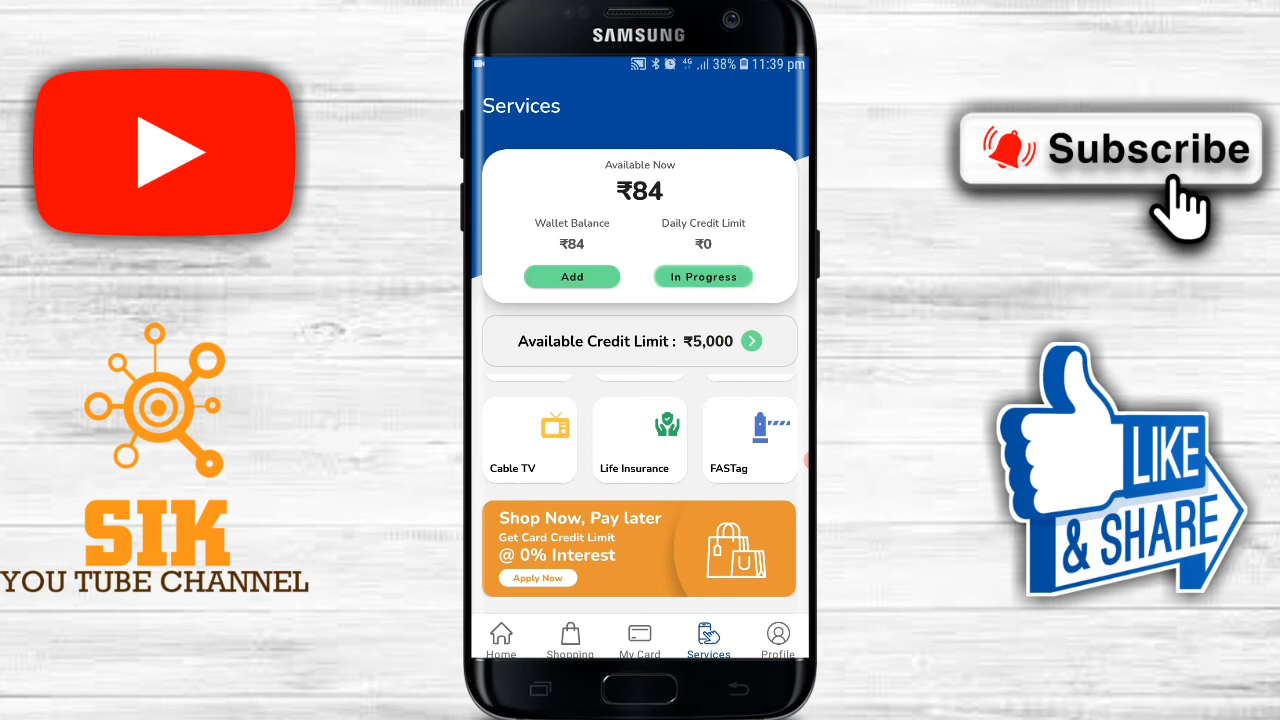 SAMSUNG
4G 38% 11:39 pm
Services
Available Now
₹84
Wallet Balance
Daily Credit Limit
₹84
₹0
Add
In Progress
Available Credit Limit : ₹5,000
Cable TV
Life Insurance
FASTag
Shop Now, Pay later
Get Card Credit Limit
@ 0% Interest
Apply Now
Home
Shopping
My Card
Services
Profile
Subscribe
SIK
YOU TUBE CHANNEL
LIKE
& SHARE